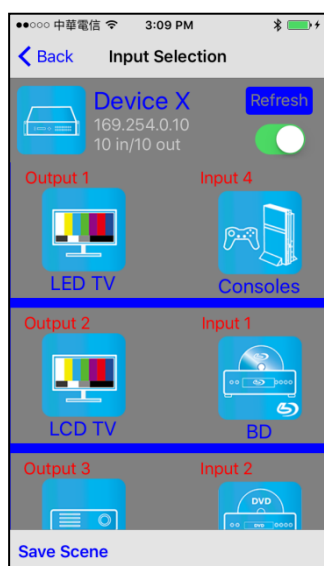 中華電信 3:09 PM
Back Input Selection
Device X Refresh
169.254.0.10
10 in/10 out
Output 1 Input 4
LED TV Consoles
Output 2 Input 1
LCD TV BD
Output 3 Input 2
DVD
DVD
Save Scene